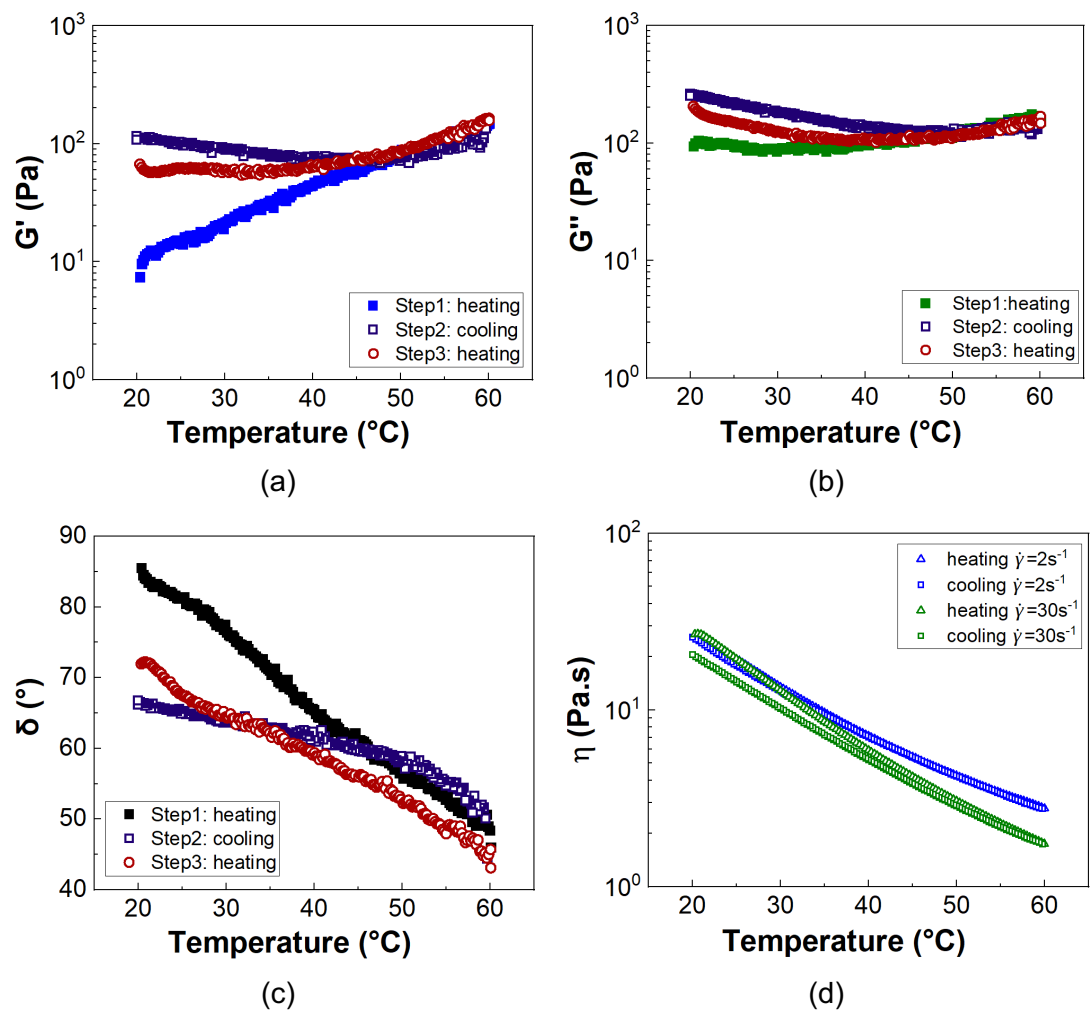 10³
10²
10¹
10⁰
G' (Pa)
20 30 40 50 60
Temperature (°C)
Step1: heating
Step2: cooling
Step3: heating
(a)
10³
10²
10¹
10⁰
G'' (Pa)
20 30 40 50 60
Temperature (°C)
Step1:heating
Step2: cooling
Step3: heating
(b)
90
80
70
60
50
40
δ (°)
20 30 40 50 60
Temperature (°C)
Step1: heating
Step2: cooling
Step3: heating
(c)
10²
10¹
10⁰
η (Pa.s)
20 30 40 50 60
Temperature (°C)
heating γ̇=2s⁻¹
cooling γ̇=2s⁻¹
heating γ̇=30s⁻¹
cooling γ̇=30s⁻¹
(d)